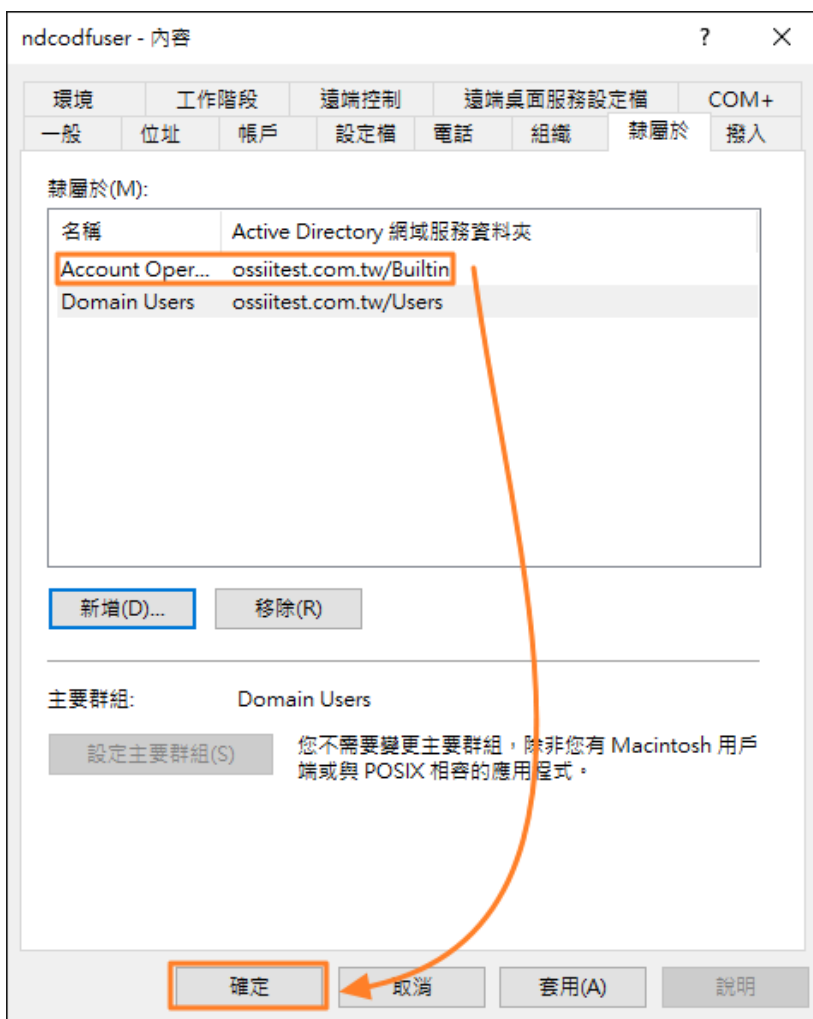 ndcodfuser - 內容
環境 工作階段 遠端控制 遠端桌面服務設定檔 COM+
一般 位址 帳戶 設定檔 電話 組織 隸屬於 撥入
隸屬於(M):
名稱 Active Directory 網域服務資料夾
Account Oper... ossiitest.com.tw/Builtin
Domain Users ossiitest.com.tw/Users
新增(D)... 移除(R)
主要群組: Domain Users
設定主要群組(S) 您不需要變更主要群組，除非您有 Macintosh 用戶
端或與 POSIX 相容的應用程式。
確定 取消 套用(A) 說明